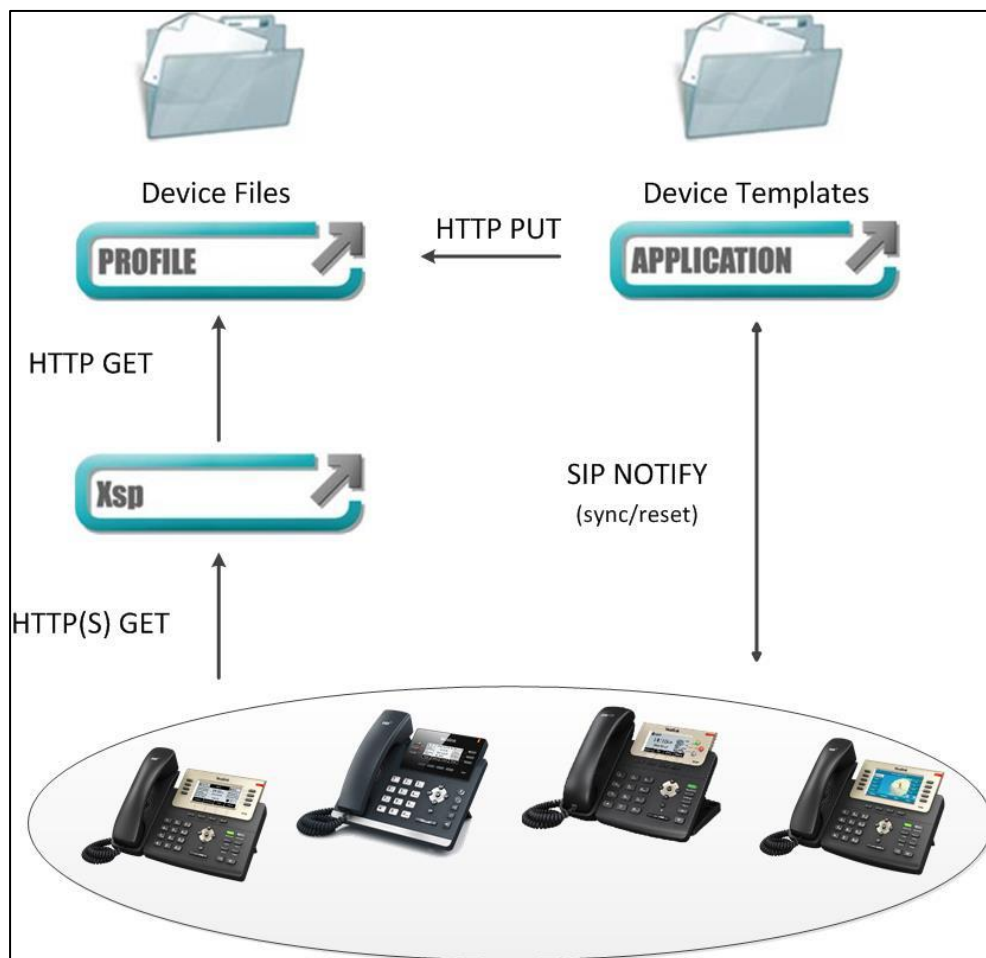 Device Files
Device Templates
PROFILE
HTTP PUT
APPLICATION
HTTP GET
Xsp
SIP NOTIFY
(sync/reset)
HTTP(S) GET